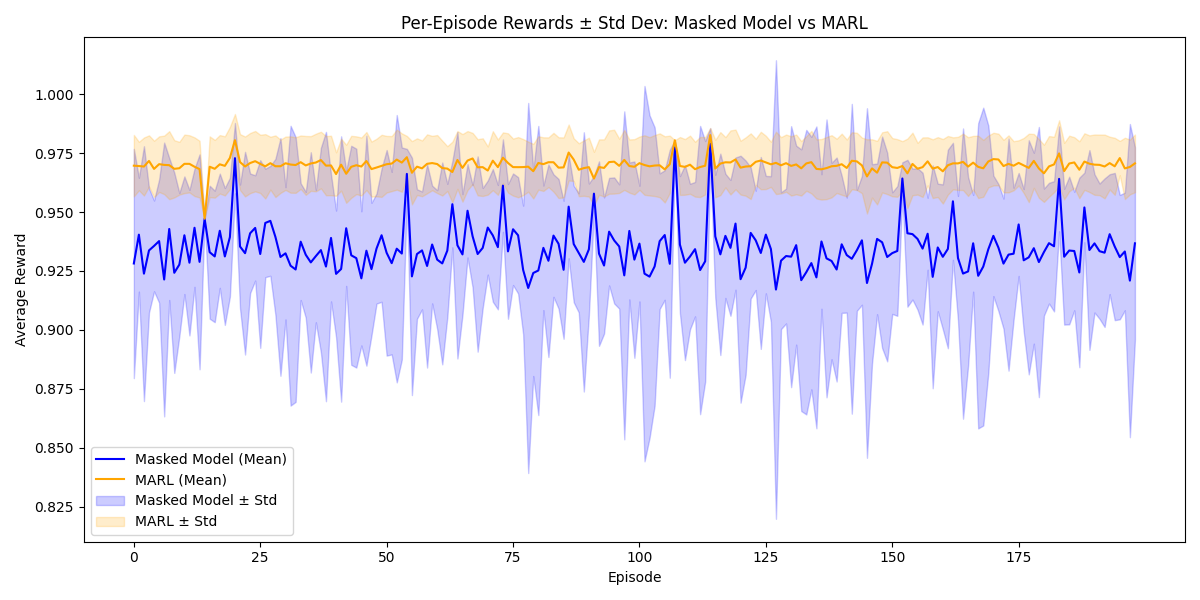 Per-Episode Rewards ± Std Dev: Masked Model vs MARL
Average Reward
1.000
0.975
0.950
0.925
0.900
0.875
0.850
0.825
Masked Model (Mean)
MARL (Mean)
Masked Model ± Std
MARL ± Std
0 25 50 75 100 125 150 175
Episode